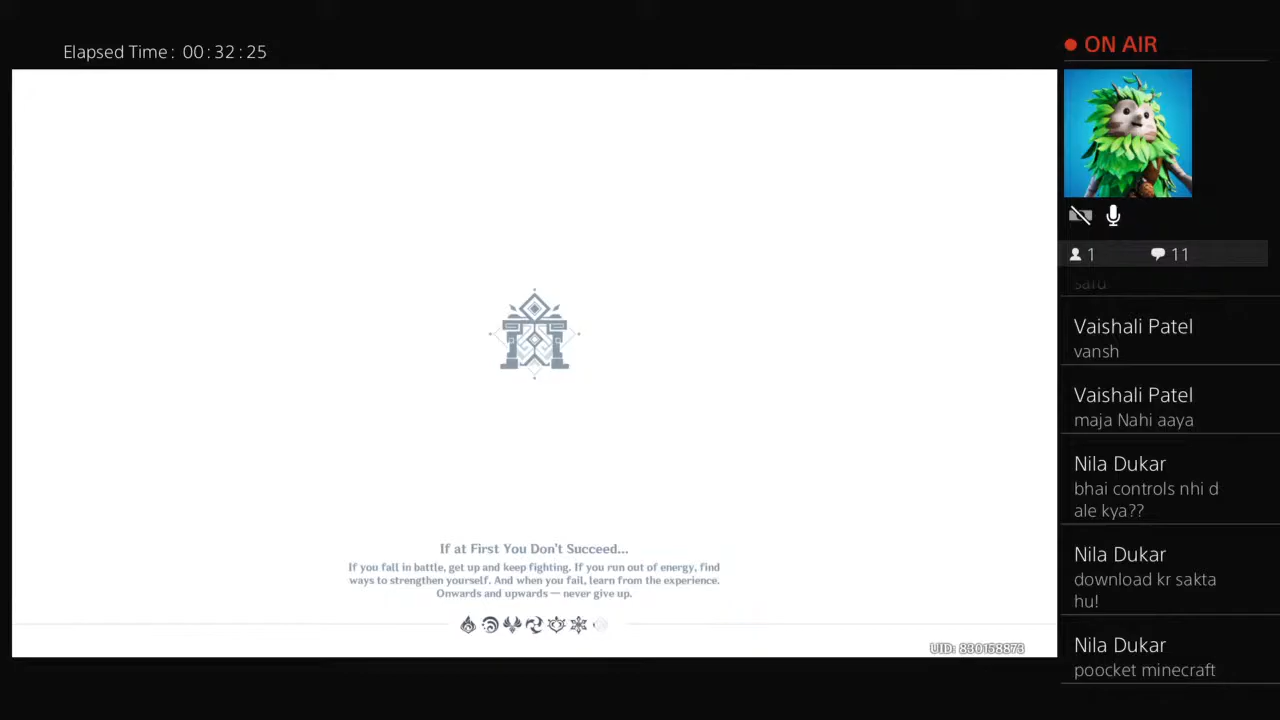 Elapsed Time: 00:32:25
ON AIR
1 11
Vaishali Patel
vansh
Vaishali Patel
maja Nahi aaya
Nila Dukar
bhai controls nhi d
ale kya??
Nila Dukar
download kr sakta
hu!
Nila Dukar
poocket minecraft
If at First You Don't Succeed...
If you fall in battle, get up and keep fighting. If you run out of energy, find
ways to strengthen yourself. And when you fail, learn from the experience.
Onwards and upwards — never give up.
UID: 830158873